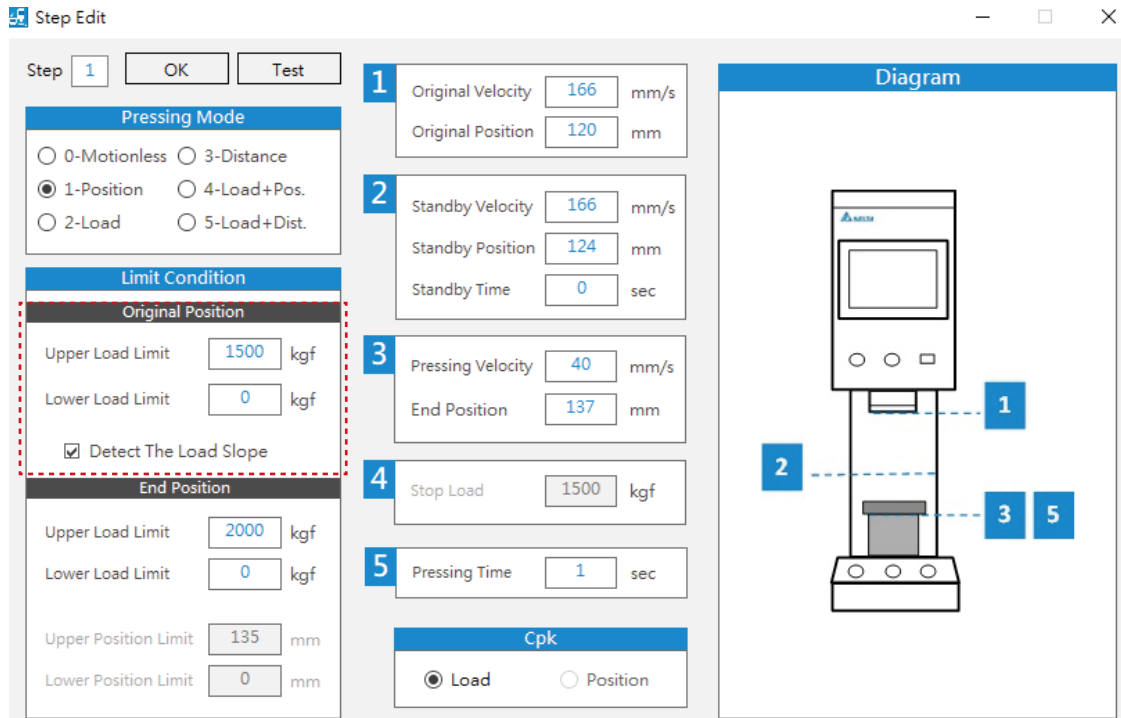 Step Edit
Step 1 OK Test
Pressing Mode
0-Motionless 3-Distance
1-Position 4-Load+Pos.
2-Load 5-Load+Dist.
Limit Condition
Original Position
Upper Load Limit 1500 kgf
Lower Load Limit 0 kgf
Detect The Load Slope
End Position
Upper Load Limit 2000 kgf
Lower Load Limit 0 kgf
Upper Position Limit 135 mm
Lower Position Limit 0 mm
1
Original Velocity 166 mm/s
Original Position 120 mm
2
Standby Velocity 166 mm/s
Standby Position 124 mm
Standby Time 0 sec
3
Pressing Velocity 40 mm/s
End Position 137 mm
4
Stop Load 1500 kgf
5
Pressing Time 1 sec
Cpk
Load Position
Diagram
DELTA
1
2
3 5